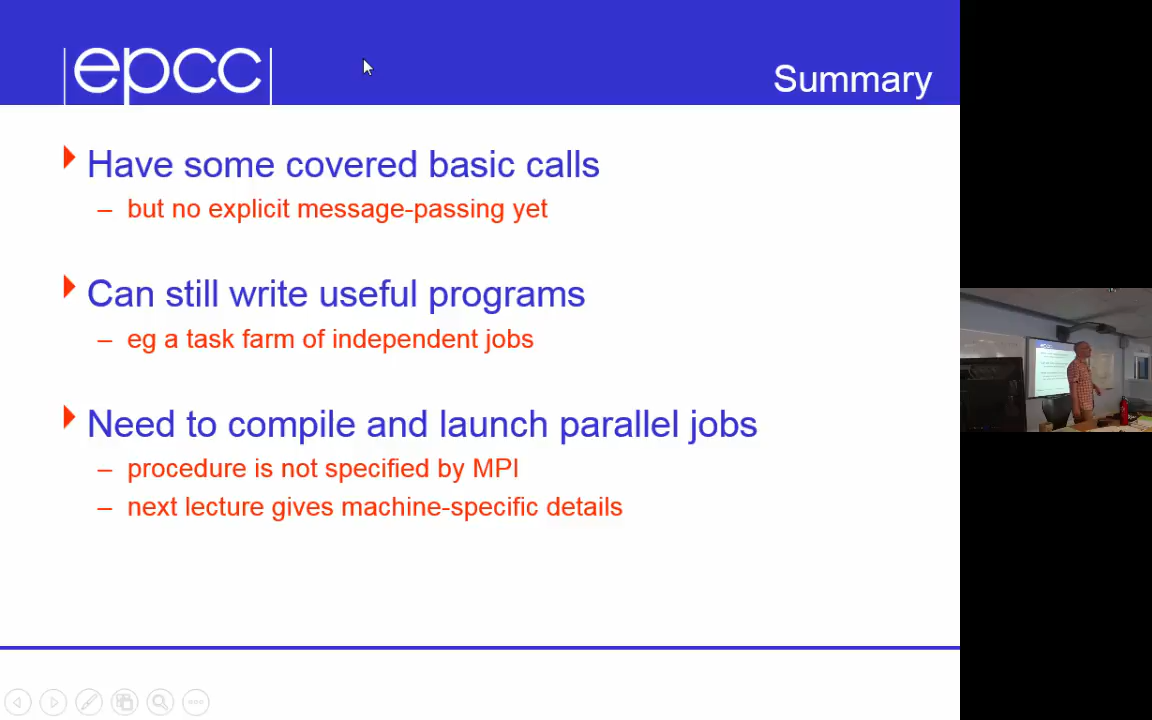 epcc
Summary
Have some covered basic calls
– but no explicit message-passing yet
Can still write useful programs
– eg a task farm of independent jobs
Need to compile and launch parallel jobs
– procedure is not specified by MPI
– next lecture gives machine-specific details